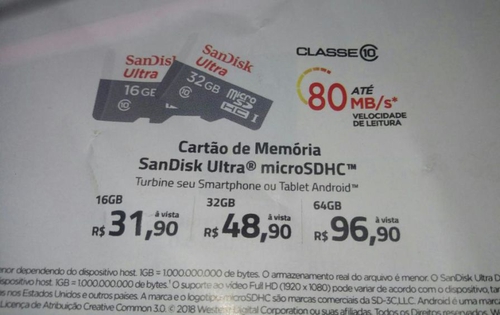 SanDisk
Ultra
16GB
SanDisk
Ultra
32GB
micro
SD
HC I
CLASSE 10
80 ATÉ
MB/s*
VELOCIDADE
DE LEITURA
Cartão de Memória
SanDisk Ultra® microSDHC™
Turbine seu Smartphone ou Tablet Android™
16GB
R$ 31,90 à vista
32GB
R$ 48,90 à vista
64GB
R$ 96,90 à vista
dependendo do dispositivo host. 1GB = 1.000.000.000 de bytes. O armazenamento real do arquivo é menor. O SanDisk Ultra
dispositivo host. 1GB = 1.000.000.000 de bytes.¹ O suporte ao vídeo Full HD (1920 x 1080) pode variar de acordo com o dispositivo,
nos Estados Unidos e outros países. A marca e o logotipo microSDHC são marcas comerciais da SD-3C,LLC. Android é uma
Licença de Atribuição Creative Common 3.0. © 2018 Western Digital Corporation ou suas afiliadas. Todos os Direitos